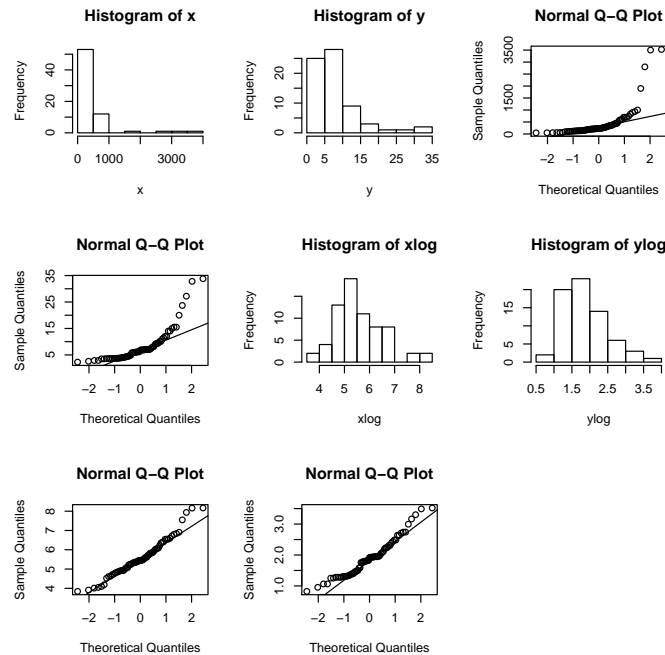 Histogram of x
Frequency
0 20 40
0 1000 3000
x
Histogram of y
Frequency
0 10 20
0 5 15 25 35
y
Normal Q−Q Plot
Sample Quantiles
0 1500 3500
−2 −1 0 1 2
Theoretical Quantiles
Normal Q−Q Plot
Sample Quantiles
5 15 25 35
−2 −1 0 1 2
Theoretical Quantiles
Histogram of xlog
Frequency
0 5 10
4 5 6 7 8
xlog
Histogram of ylog
Frequency
0 5 15
0.5 1.5 2.5 3.5
ylog
Normal Q−Q Plot
Sample Quantiles
4 5 6 7 8
−2 −1 0 1 2
Theoretical Quantiles
Normal Q−Q Plot
Sample Quantiles
1.0 2.0 3.0
−2 −1 0 1 2
Theoretical Quantiles